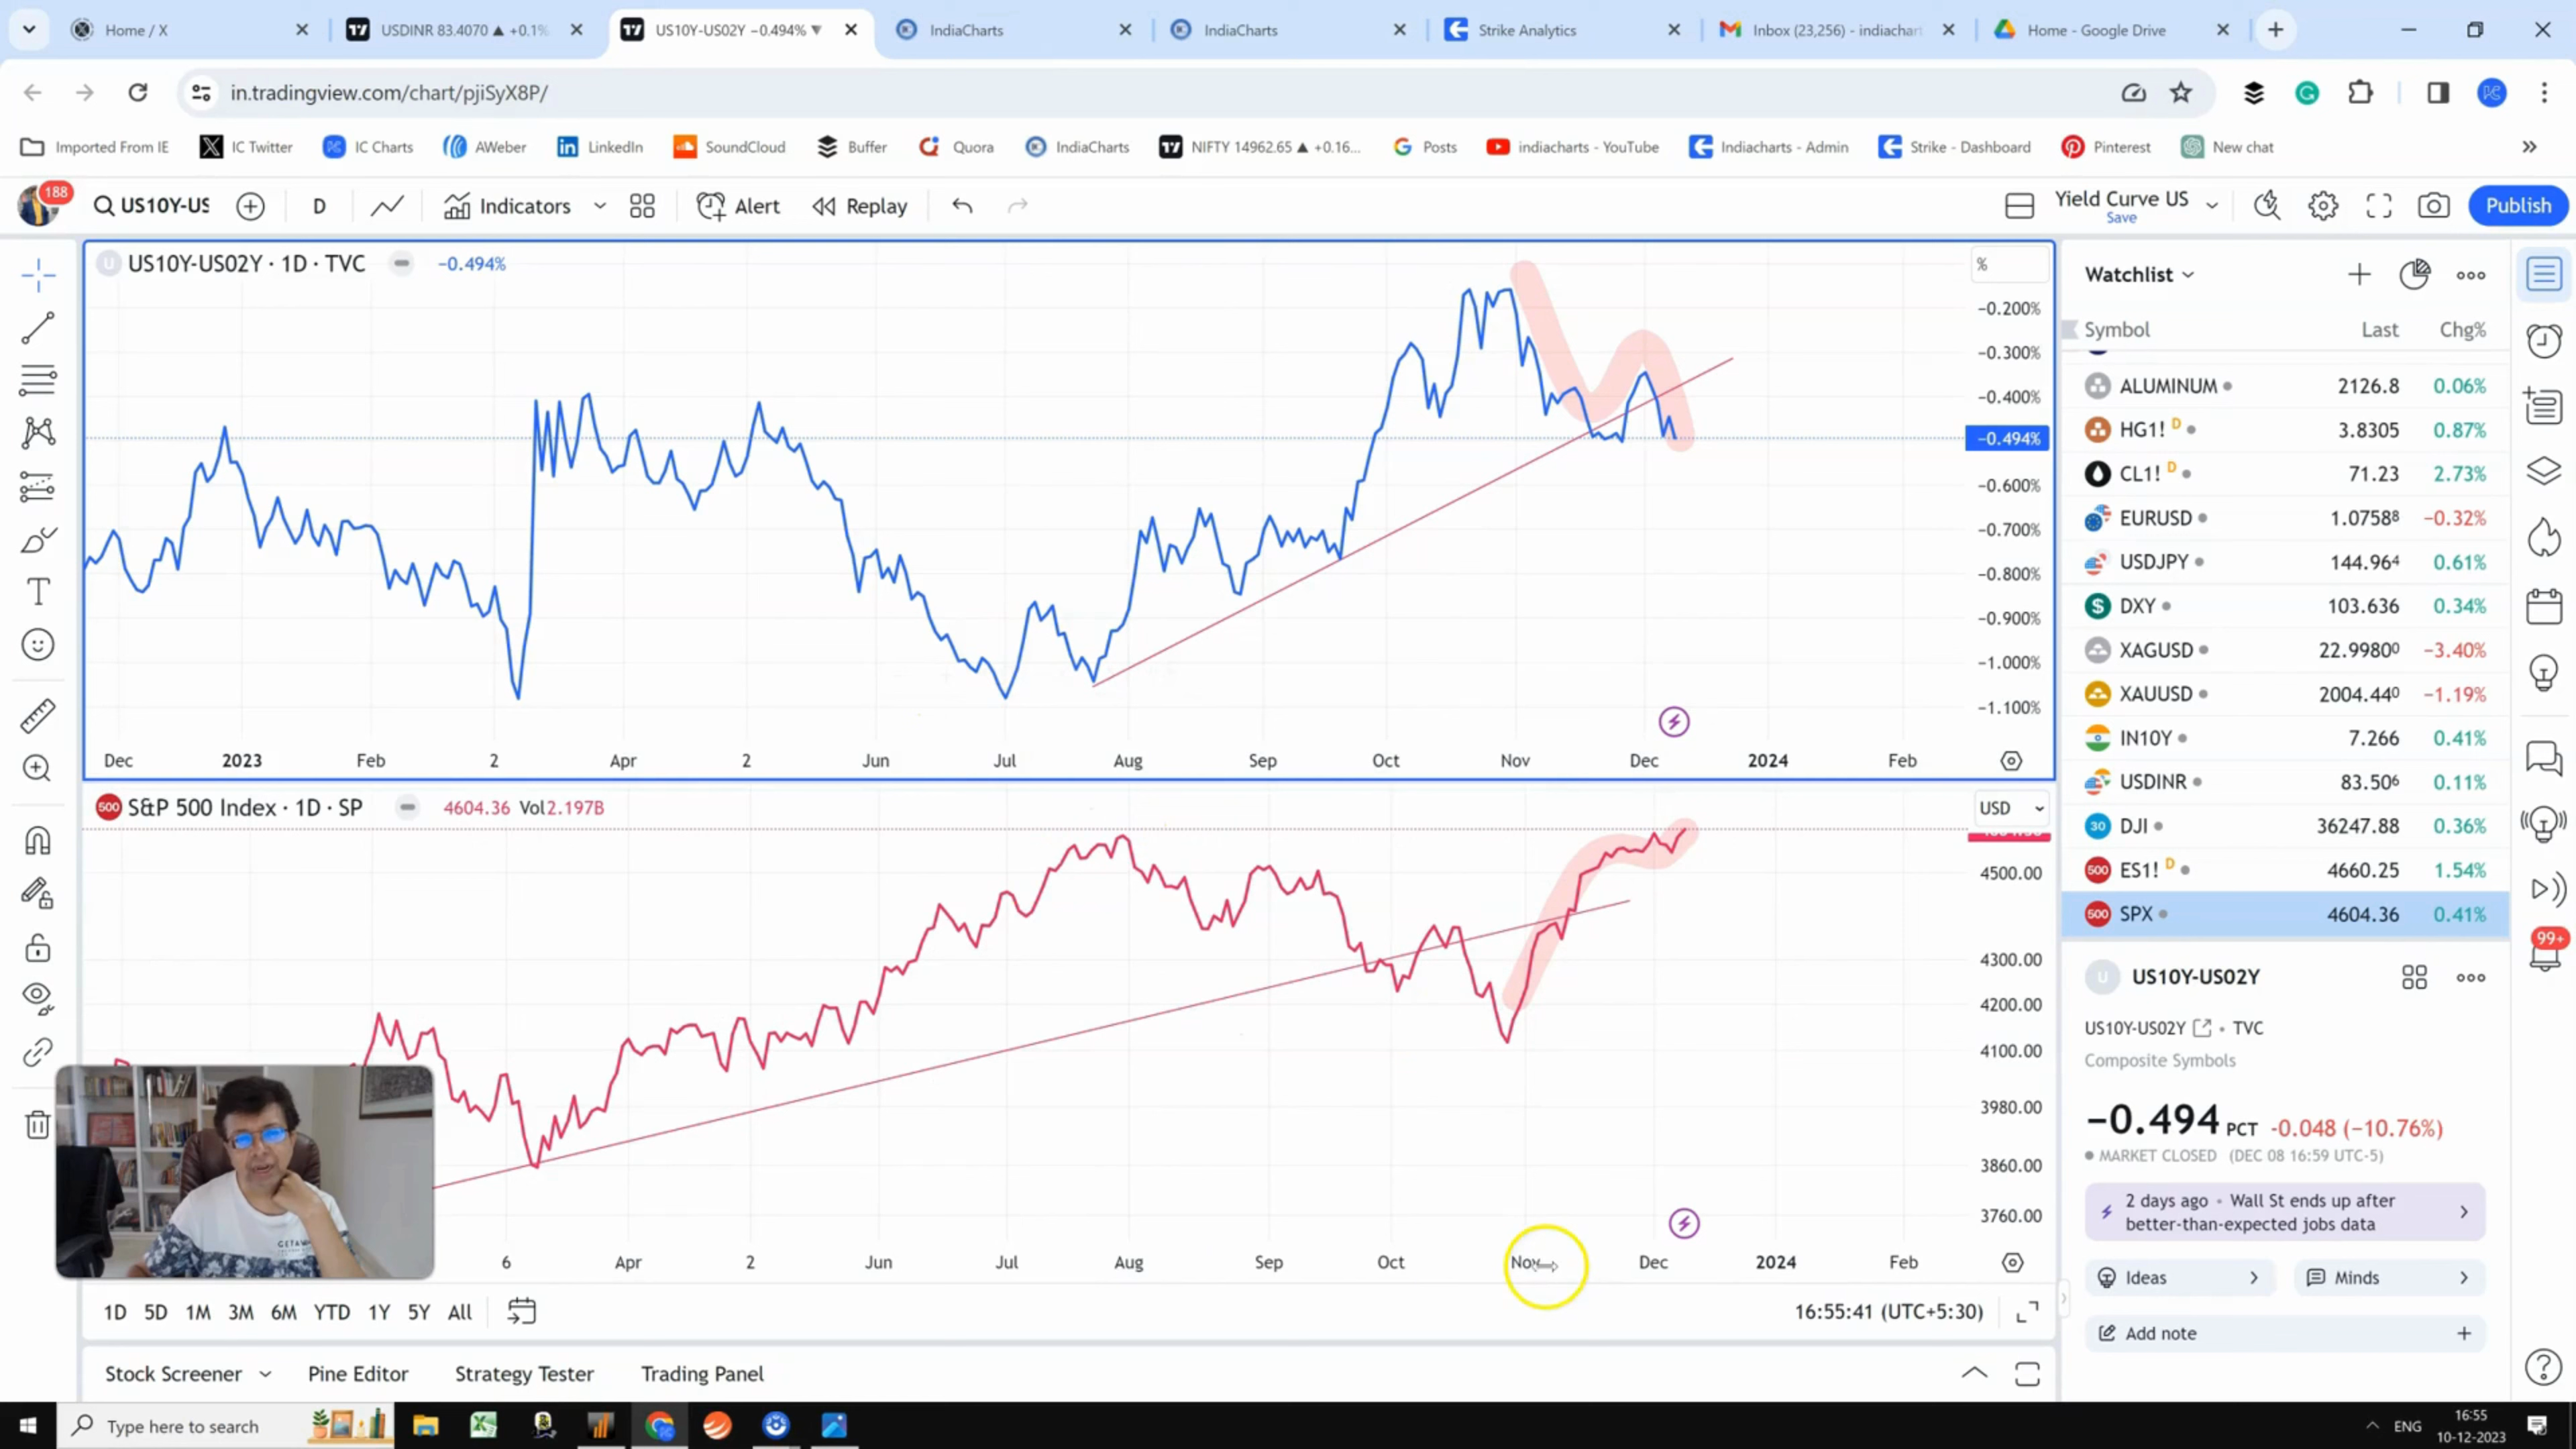 Home / X
USDINR 83.4070 ▲ +0.1%
US10Y-US02Y −0.494% ▼
IndiaCharts
IndiaCharts
Strike Analytics
Inbox (23,256) - indiachart
Home - Google Drive
in.tradingview.com/chart/pjiSyX8P/
Imported From IE
IC Twitter
IC Charts
AWeber
LinkedIn
SoundCloud
Buffer
Quora
IndiaCharts
NIFTY 14962.65 ▲ +0.16...
Posts
indiacharts - YouTube
Indiacharts - Admin
Strike - Dashboard
Pinterest
New chat
188
US10Y-US
D
Indicators
Alert
Replay
Yield Curve US
Save
Publish
US10Y-US02Y · 1D · TVC
−0.494%
%
−0.200%
−0.300%
−0.400%
−0.494%
−0.600%
−0.700%
−0.800%
−0.900%
−1.000%
−1.100%
Dec 2023 Feb 2 Apr 2 Jun Jul Aug Sep Oct Nov Dec 2024 Feb
500 S&P 500 Index · 1D · SP
4604.36 Vol2.197B
USD
4500.00
4300.00
4200.00
4100.00
3980.00
3860.00
3760.00
6 Apr 2 Jun Jul Aug Sep Oct Nov Dec 2024 Feb
1D 5D 1M 3M 6M YTD 1Y 5Y All
16:55:41 (UTC+5:30)
Stock Screener
Pine Editor
Strategy Tester
Trading Panel
Watchlist
Symbol Last Chg%
ALUMINUM 2126.8 0.06%
HG1! D 3.8305 0.87%
CL1! D 71.23 2.73%
EURUSD 1.07588 −0.32%
USDJPY 144.964 0.61%
DXY 103.636 0.34%
XAGUSD 22.9980 −3.40%
XAUUSD 2004.440 −1.19%
IN10Y 7.266 0.41%
USDINR 83.506 0.11%
30 DJI 36247.88 0.36%
500 ES1! D 4660.25 1.54%
500 SPX 4604.36 0.41%
U US10Y-US02Y
US10Y-US02Y • TVC
Composite Symbols
−0.494 PCT -0.048 (−10.76%)
MARKET CLOSED (DEC 08 16:59 UTC-5)
2 days ago • Wall St ends up after
better-than-expected jobs data
Ideas
Minds
Add note
99+
GETAW
Type here to search
ENG
16:55
10-12-2023